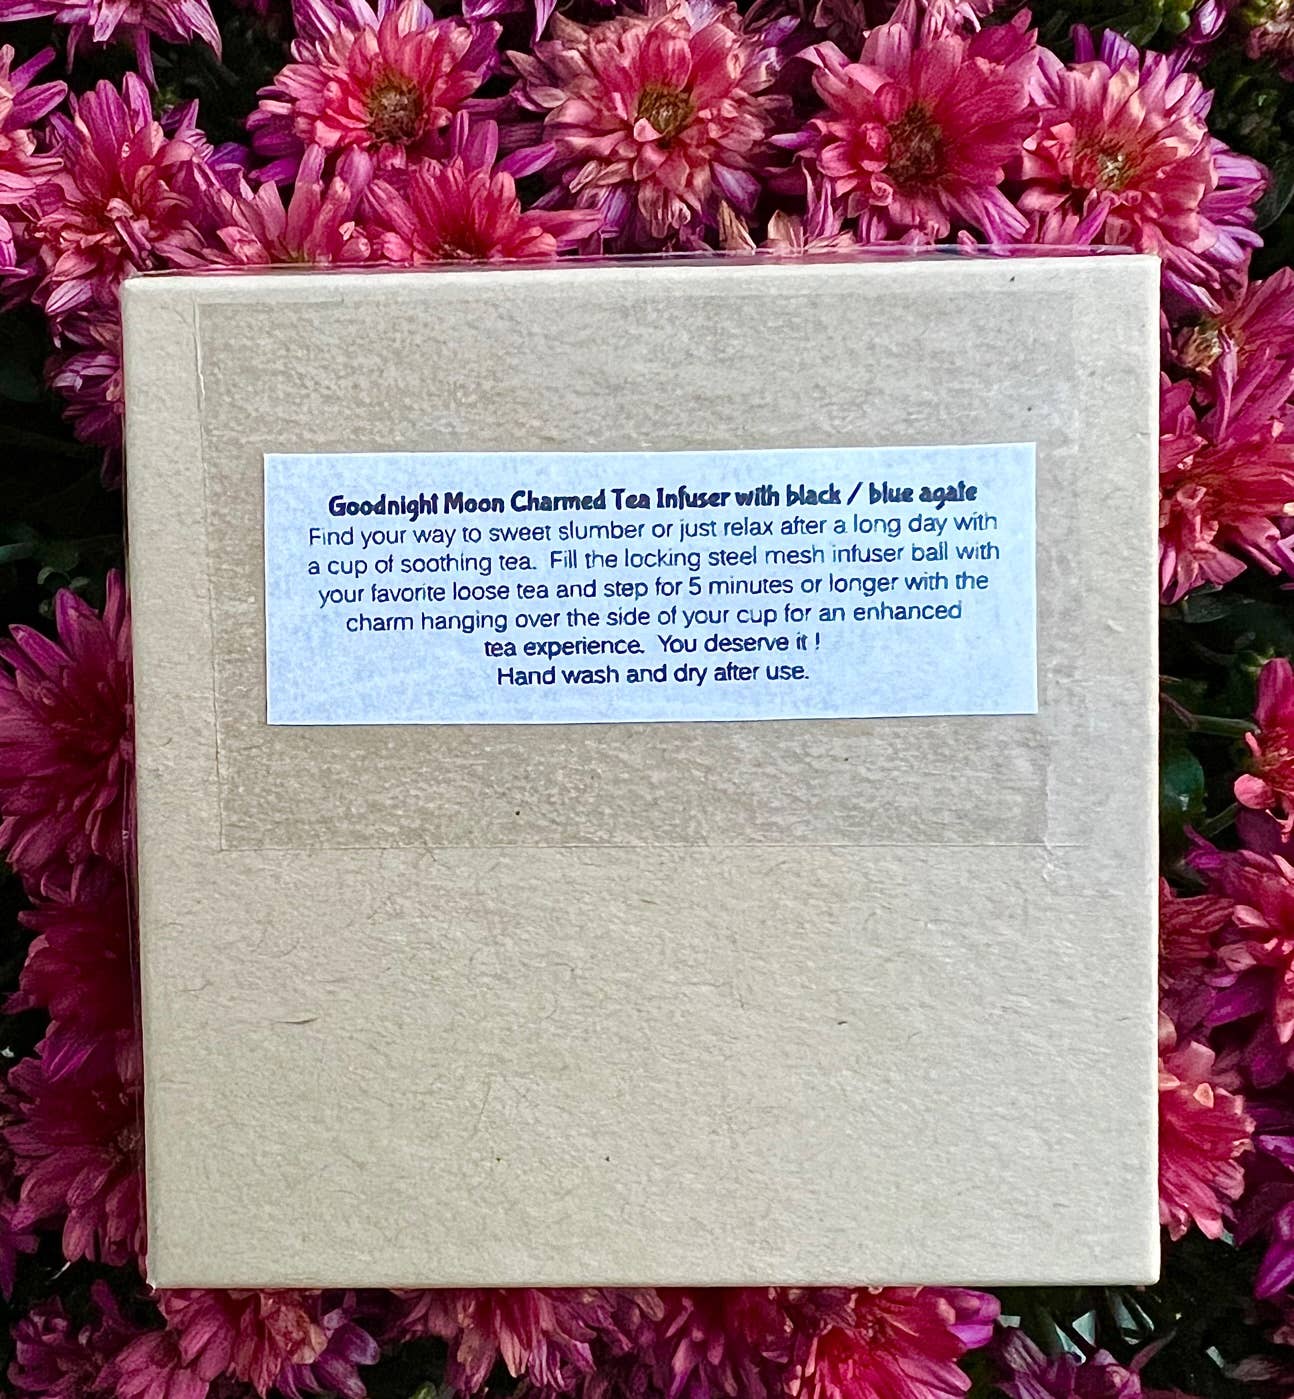 Goodnight Moon Charmed Tea Infuser with black / blue agate
Find your way to sweet slumber or just relax after a long day with
a cup of soothing tea. Fill the locking steel mesh infuser ball with
your favorite loose tea and step for 5 minutes or longer with the
charm hanging over the side of your cup for an enhanced
tea experience. You deserve it !
Hand wash and dry after use.